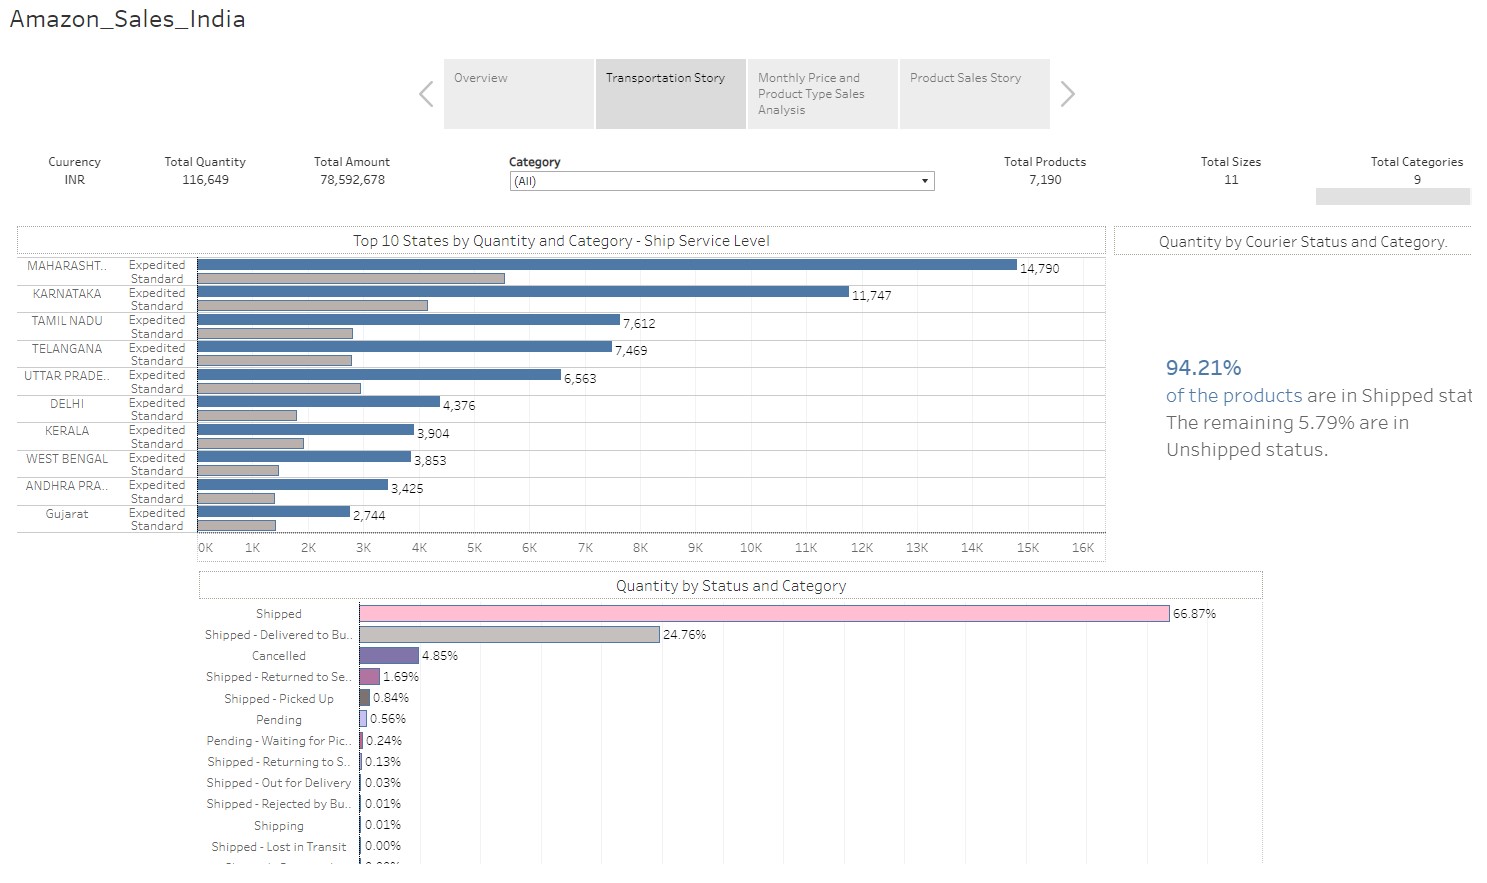 Amazon_Sales_India
Overview
Transportation Story
Monthly Price and
Product Type Sales
Analysis
Product Sales Story
Cuurency
INR
Total Quantity
116,649
Total Amount
78,592,678
Category
(All)
Total Products
7,190
Total Sizes
11
Total Categories
9
Top 10 States by Quantity and Category - Ship Service Level
MAHARASHT.. Expedited 14,790
Standard
KARNATAKA Expedited 11,747
Standard
TAMIL NADU Expedited 7,612
Standard
TELANGANA Expedited 7,469
Standard
UTTAR PRADE.. Expedited 6,563
Standard
DELHI Expedited 4,376
Standard
KERALA Expedited 3,904
Standard
WEST BENGAL Expedited 3,853
Standard
ANDHRA PRA.. Expedited 3,425
Standard
Gujarat Expedited 2,744
Standard
0K 1K 2K 3K 4K 5K 6K 7K 8K 9K 10K 11K 12K 13K 14K 15K 16K
Quantity by Courier Status and Category.
94.21%
of the products are in Shipped stat
The remaining 5.79% are in
Unshipped status.
Quantity by Status and Category
Shipped 66.87%
Shipped - Delivered to Bu.. 24.76%
Cancelled 4.85%
Shipped - Returned to Se.. 1.69%
Shipped - Picked Up 0.84%
Pending 0.56%
Pending - Waiting for Pic.. 0.24%
Shipped - Returning to S.. 0.13%
Shipped - Out for Delivery 0.03%
Shipped - Rejected by Bu.. 0.01%
Shipping 0.01%
Shipped - Lost in Transit 0.00%